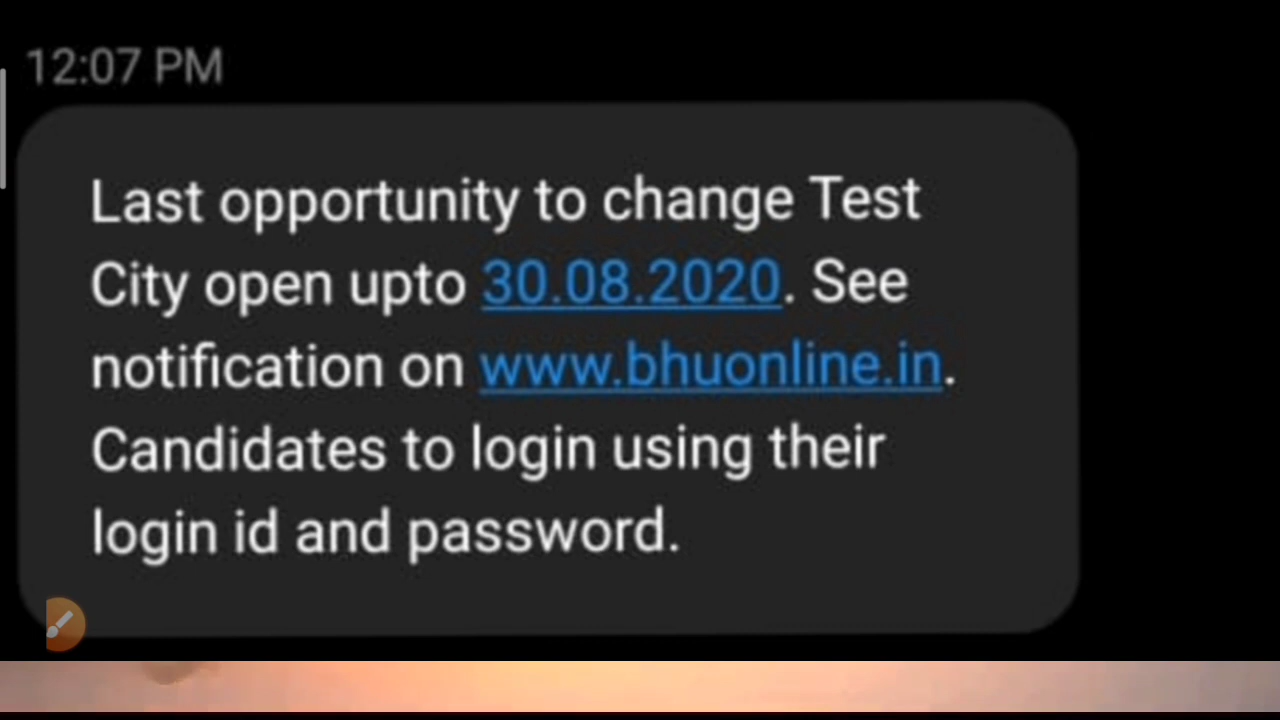 12:07 PM
Last opportunity to change Test
City open upto 30.08.2020. See
notification on www.bhuonline.in.
Candidates to login using their
login id and password.